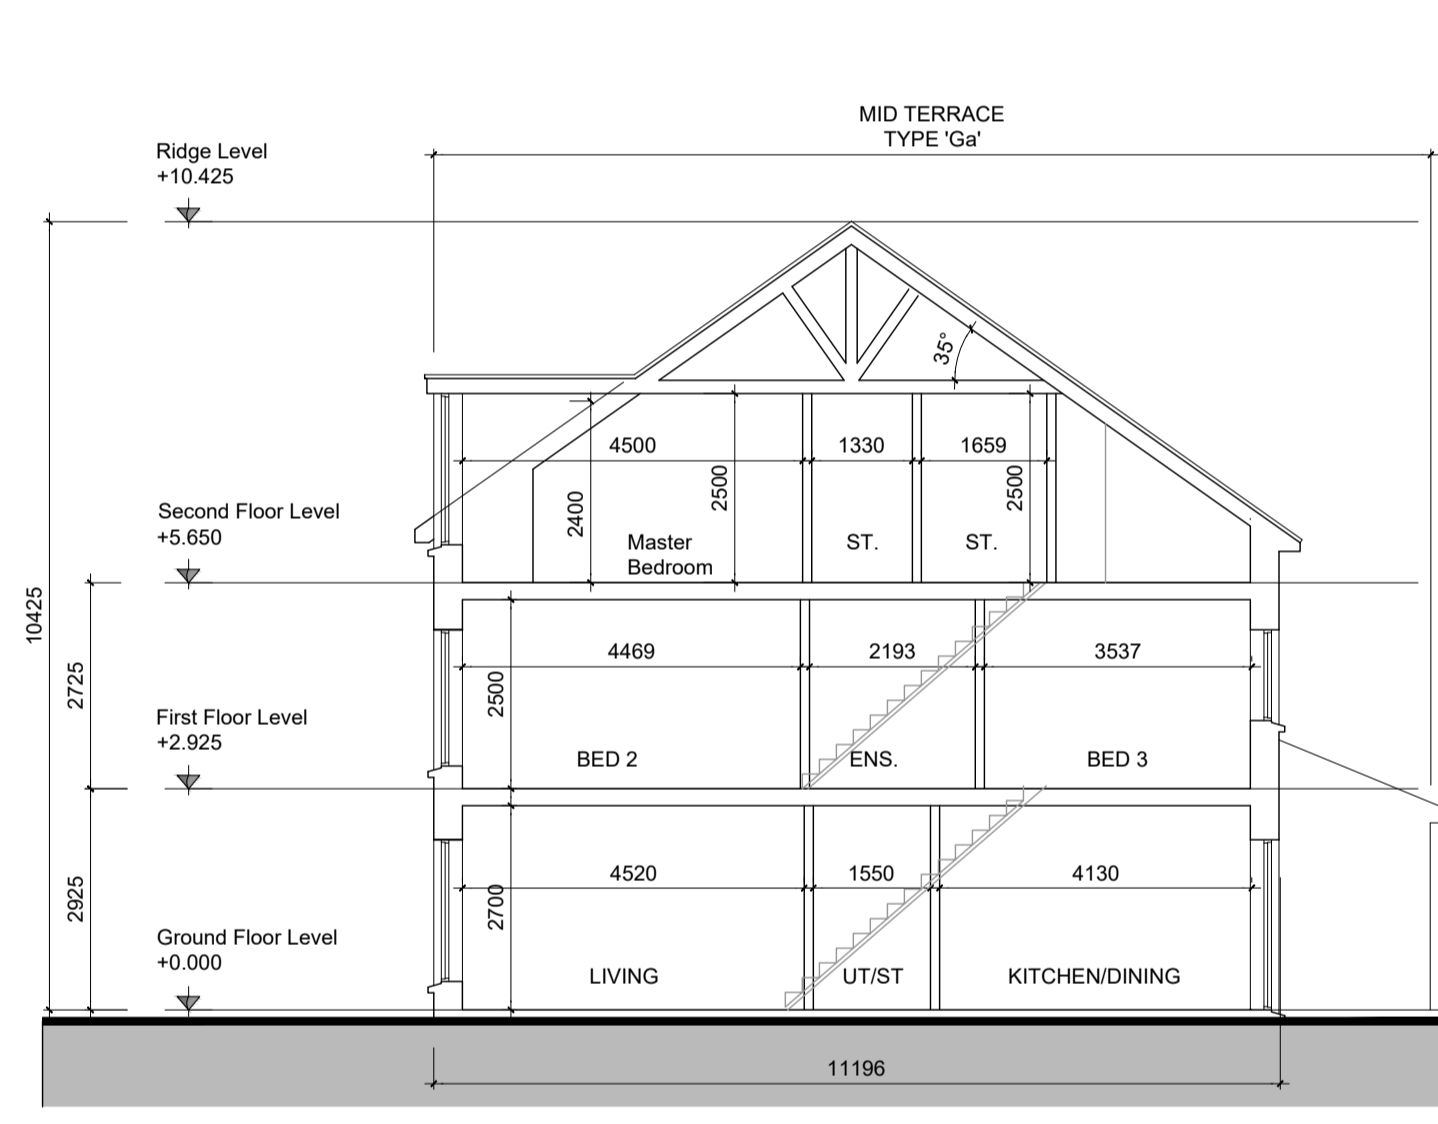 MID TERRACE
TYPE 'Ga'
Ridge Level
+10.425
35°
4500
1330
1659
2500
2500
2400
Second Floor Level
+5.650
Master
Bedroom
ST.
ST.
10425
4469
2193
3537
2725
2500
First Floor Level
+2.925
BED 2
ENS.
BED 3
4520
1550
4130
2925
2700
Ground Floor Level
+0.000
LIVING
UT/ST
KITCHEN/DINING
11196